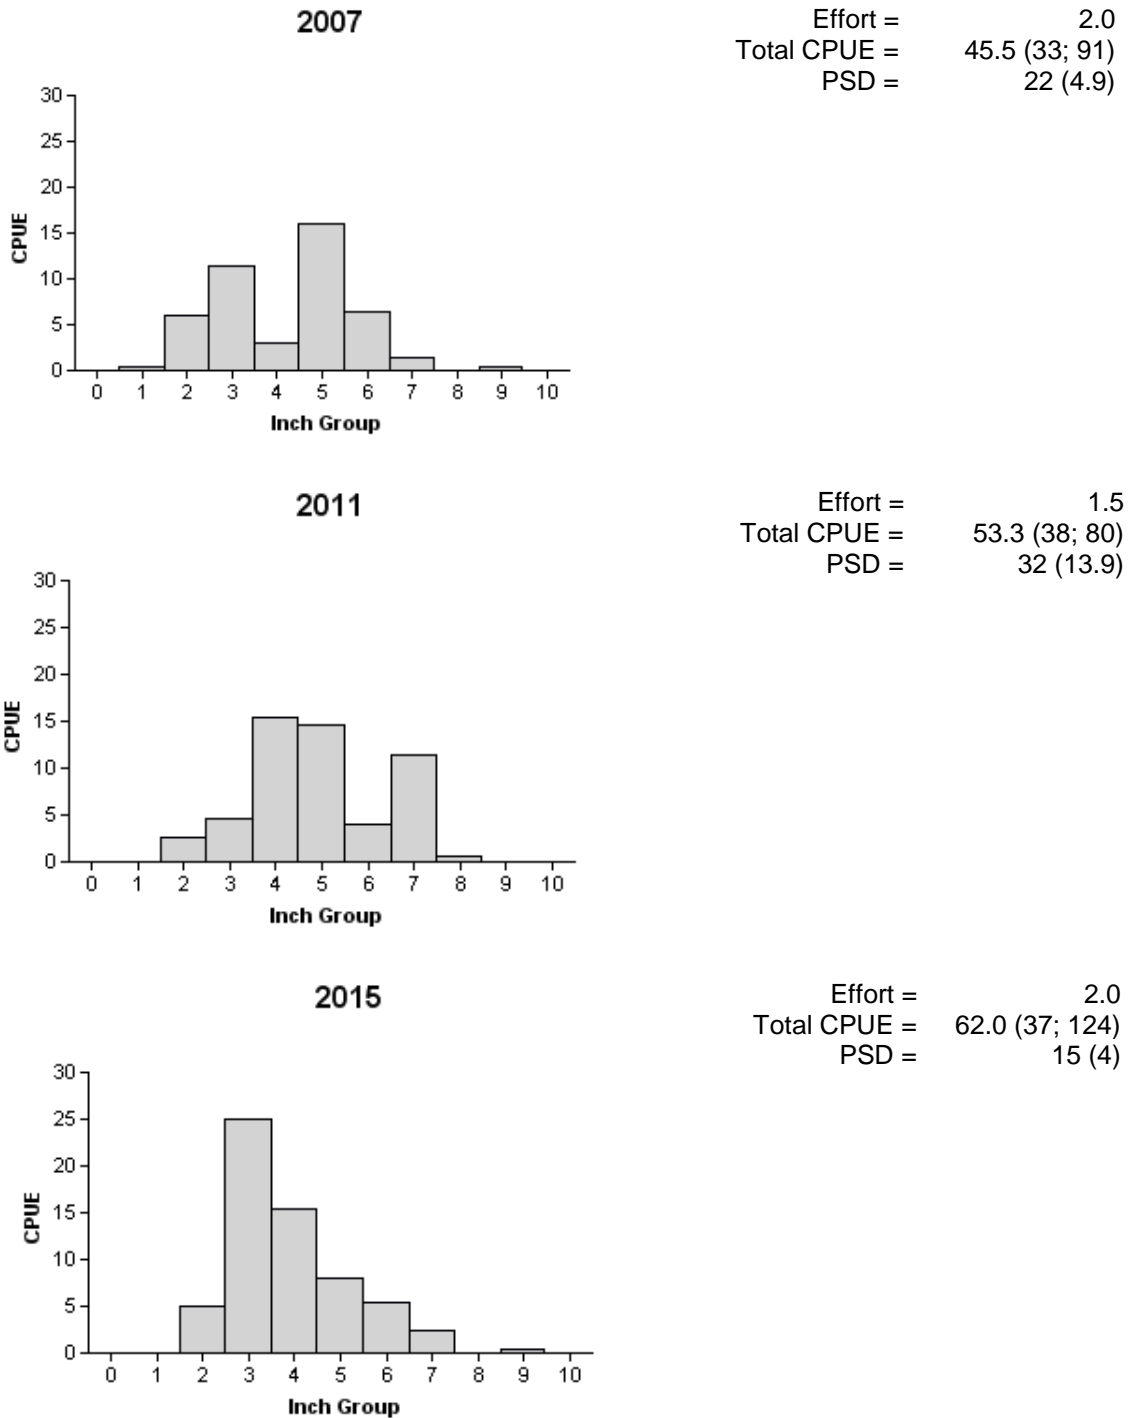 2007
Effort = 2.0
Total CPUE = 45.5 (33; 91)
PSD = 22 (4.9)
30
25
20
15
10
5
0
CPUE
0 1 2 3 4 5 6 7 8 9 10
Inch Group
2011
Effort = 1.5
Total CPUE = 53.3 (38; 80)
PSD = 32 (13.9)
30
25
20
15
10
5
0
CPUE
0 1 2 3 4 5 6 7 8 9 10
Inch Group
2015
Effort = 2.0
Total CPUE = 62.0 (37; 124)
PSD = 15 (4)
30
25
20
15
10
5
0
CPUE
0 1 2 3 4 5 6 7 8 9 10
Inch Group